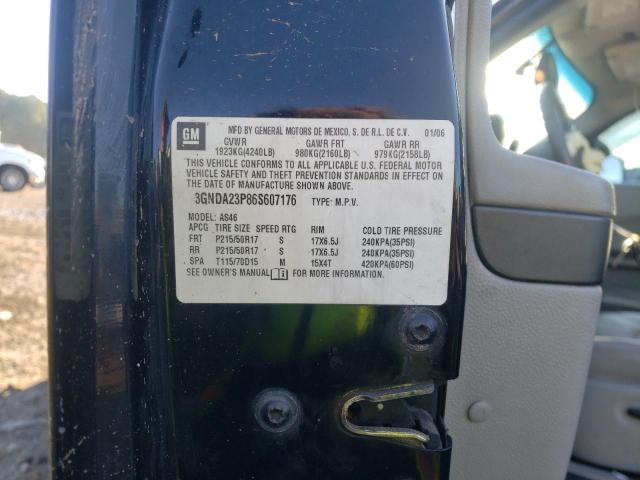 GM MFD BY GENERAL MOTORS DE MEXICO, S. DE R.L. DE C.V. 01/06
GVWR GAWR FRT GAWR RR
1923KG(4240LB) 980KG(2160LB) 979KG(2158LB)
THIS VEHICLE CONFORMS TO ALL APPLICABLE U.S. FEDERAL MOTOR
VEHICLE SAFETY AND THEFT PREVENTION STANDARDS IN EFFECT ON
THE DATE OF MANUFACTURE SHOWN ABOVE.
3GNDA23P86S607176 TYPE: M.P.V.
MODEL: AS46
APCG TIRE SIZE SPEED RTG RIM COLD TIRE PRESSURE
FRT P215/50R17 S 17X6.5J 240KPA(35PSI)
RR P215/50R17 S 17X6.5J 240KPA(35PSI)
SPA T115/70D15 M 15X4T 420KPA(60PSI)
SEE OWNER'S MANUAL FOR MORE INFORMATION.